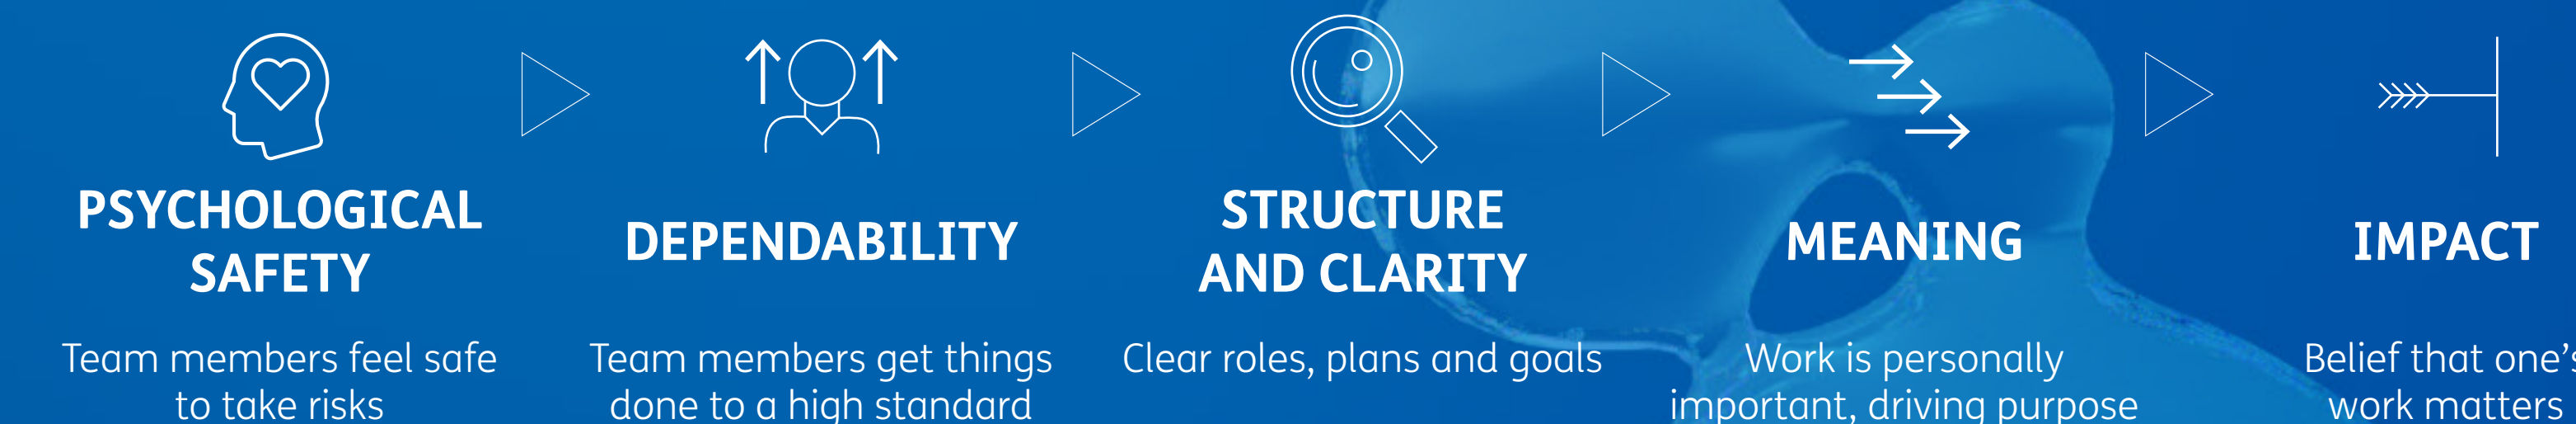 PSYCHOLOGICAL
SAFETY
Team members feel safe
to take risks
DEPENDABILITY
Team members get things
done to a high standard
STRUCTURE
AND CLARITY
Clear roles, plans and goals
MEANING
Work is personally
important, driving purpose
IMPACT
Belief that one’s
work matters